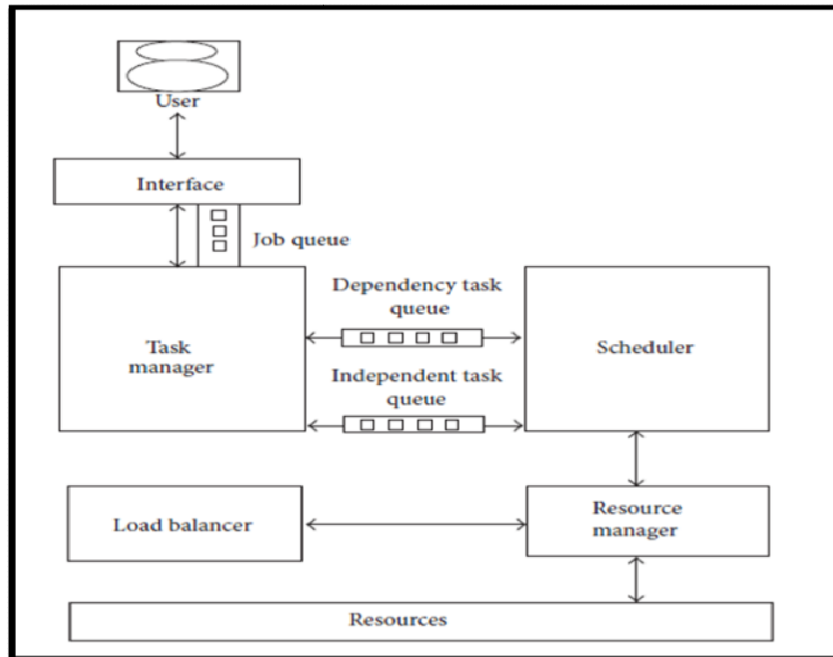 User
Interface
Job queue
Dependency task
queue
Task
manager
Scheduler
Independent task
queue
Load balancer
Resource
manager
Resources